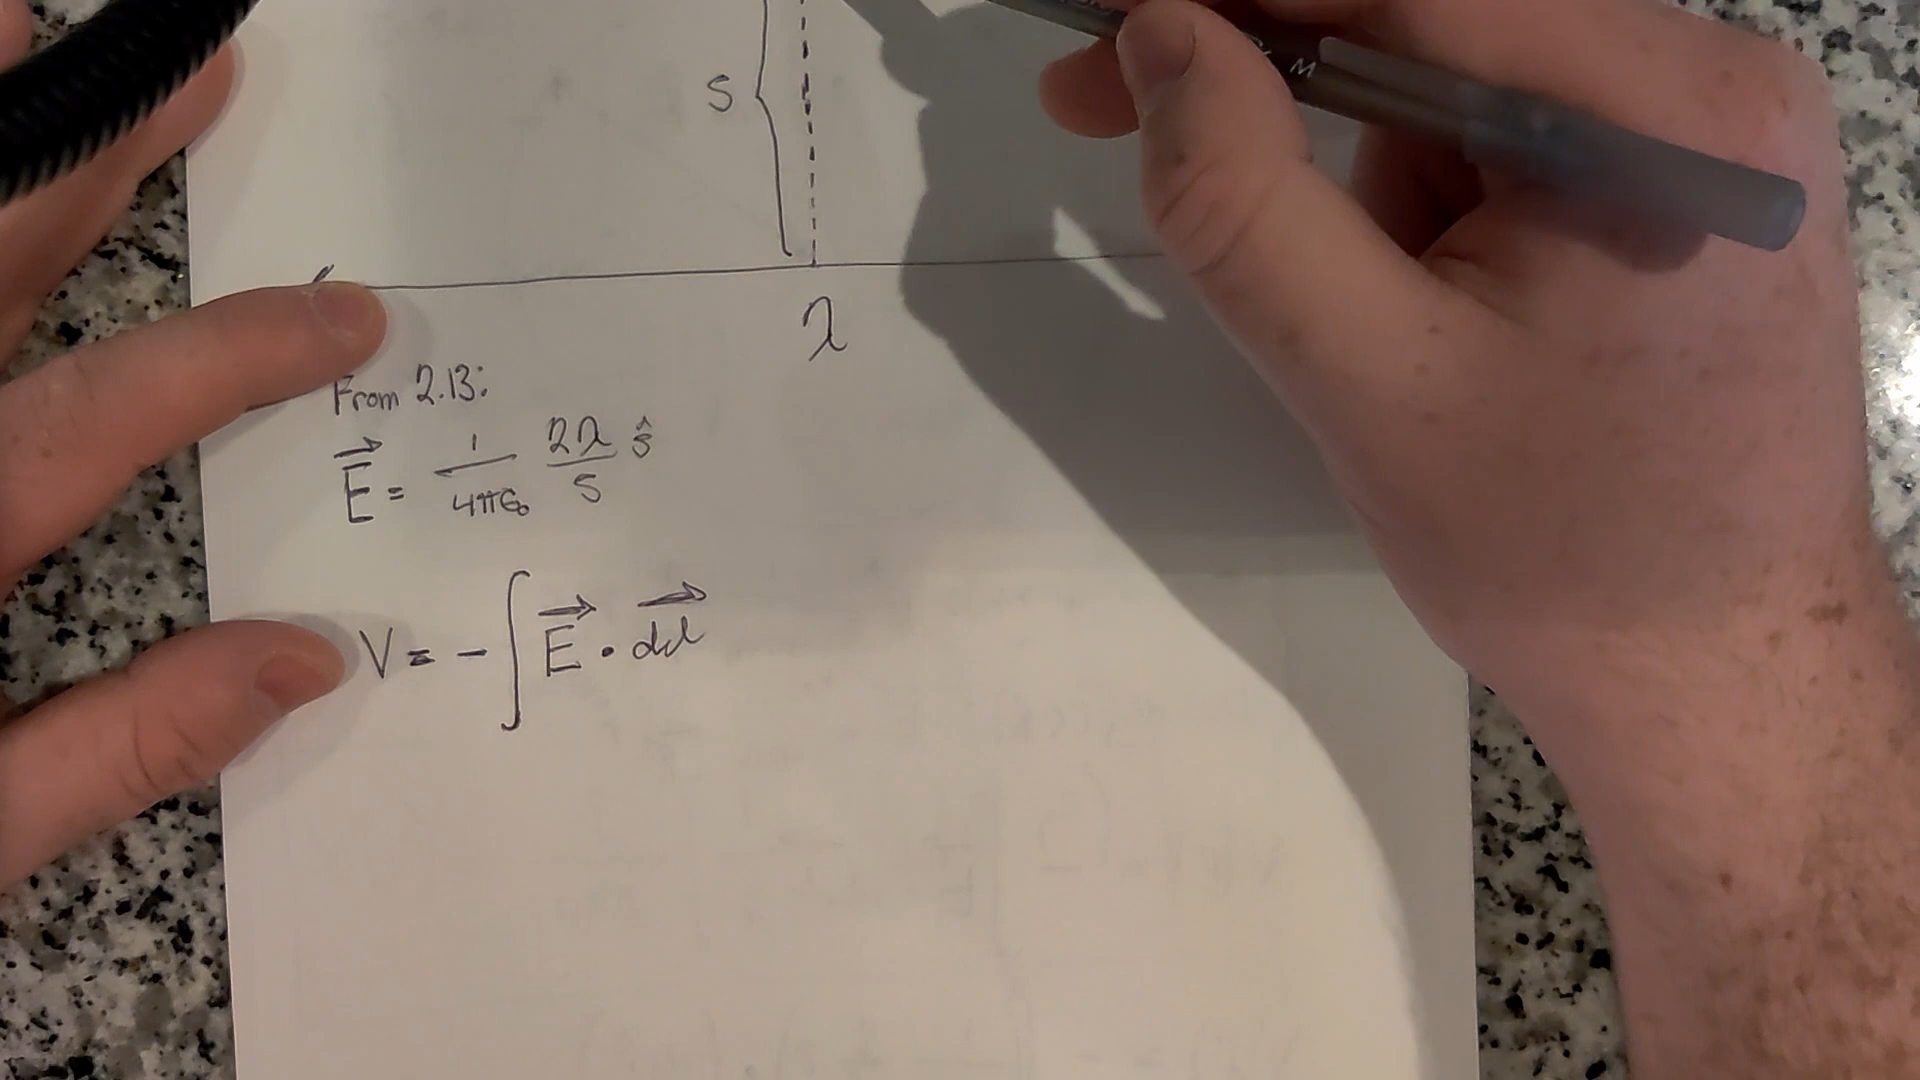 S
λ
From 2.13:
E⃗ = 1/4πε₀ 2λ/S ŝ
V = - ∫ E⃗ · dl⃗